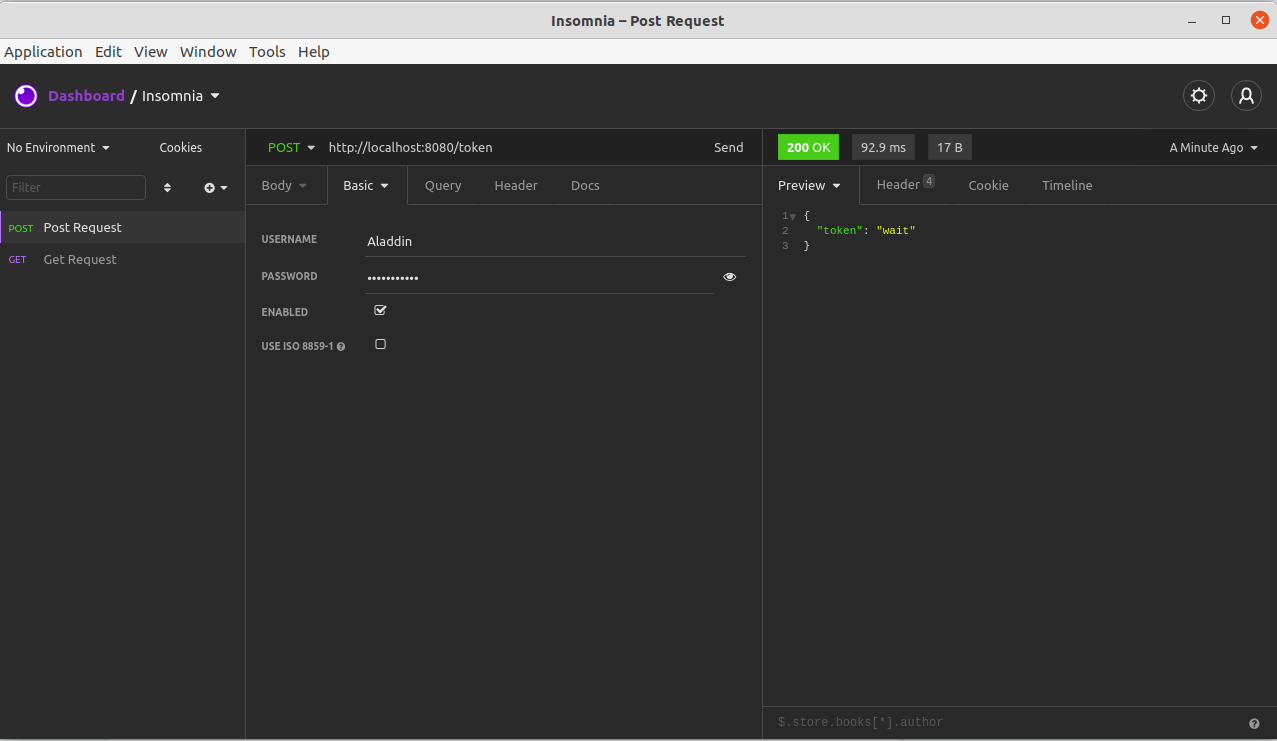 Insomnia – Post Request
Application Edit View Window Tools Help
Dashboard / Insomnia
No Environment Cookies
Filter
POST Post Request
GET Get Request
POST http://localhost:8080/token Send
Body Basic Query Header Docs
USERNAME Aladdin
PASSWORD •••••••••••
ENABLED
USE ISO 8859-1
200 OK 92.9 ms 17 B A Minute Ago
Preview Header 4 Cookie Timeline
1 {
2 "token": "wait"
3 }
$.store.books[*].author